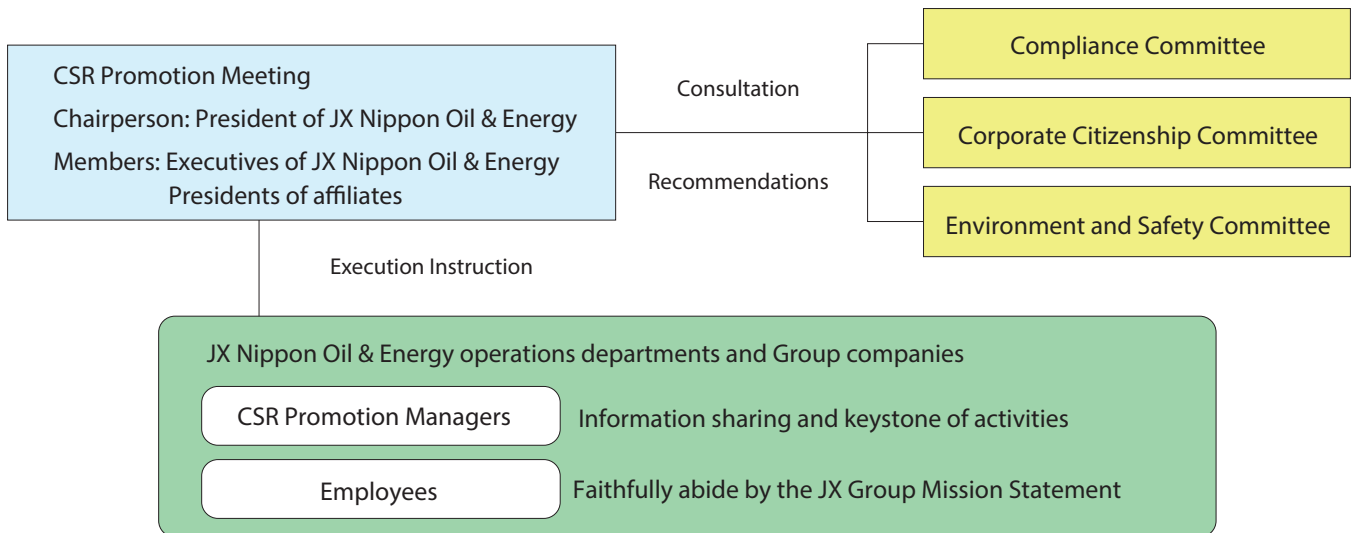 CSR Promotion Meeting
Chairperson: President of JX Nippon Oil & Energy
Members: Executives of JX Nippon Oil & Energy
Presidents of affiliates
Consultation
Recommendations
Compliance Committee
Corporate Citizenship Committee
Environment and Safety Committee
Execution Instruction
JX Nippon Oil & Energy operations departments and Group companies
CSR Promotion Managers
Information sharing and keystone of activities
Employees
Faithfully abide by the JX Group Mission Statement